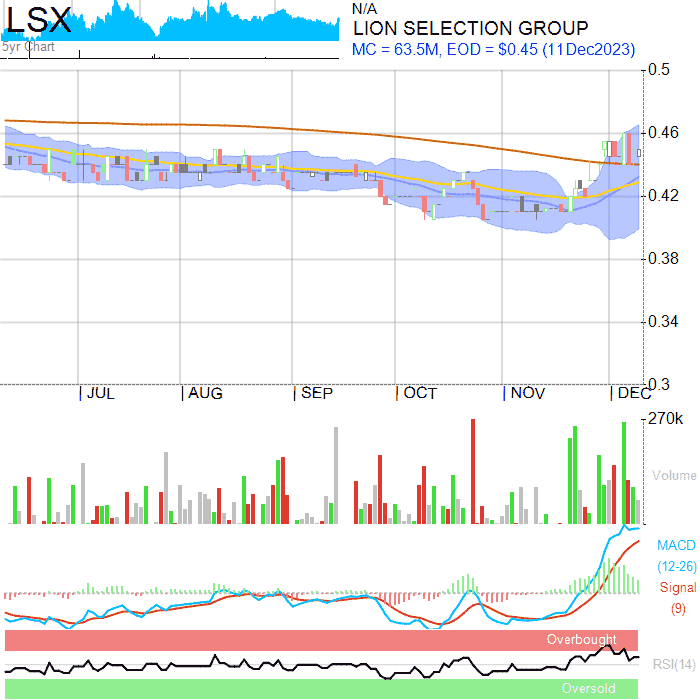 LSX
5yr Chart
N/A
LION SELECTION GROUP
MC = 63.5M, EOD = $0.45 (11Dec2023)
0.5
0.46
0.42
0.38
0.34
0.3
JUL AUG SEP OCT NOV DEC
270k
Volume
MACD
(12-26)
Signal
(9)
Overbought
RSI(14)
Oversold